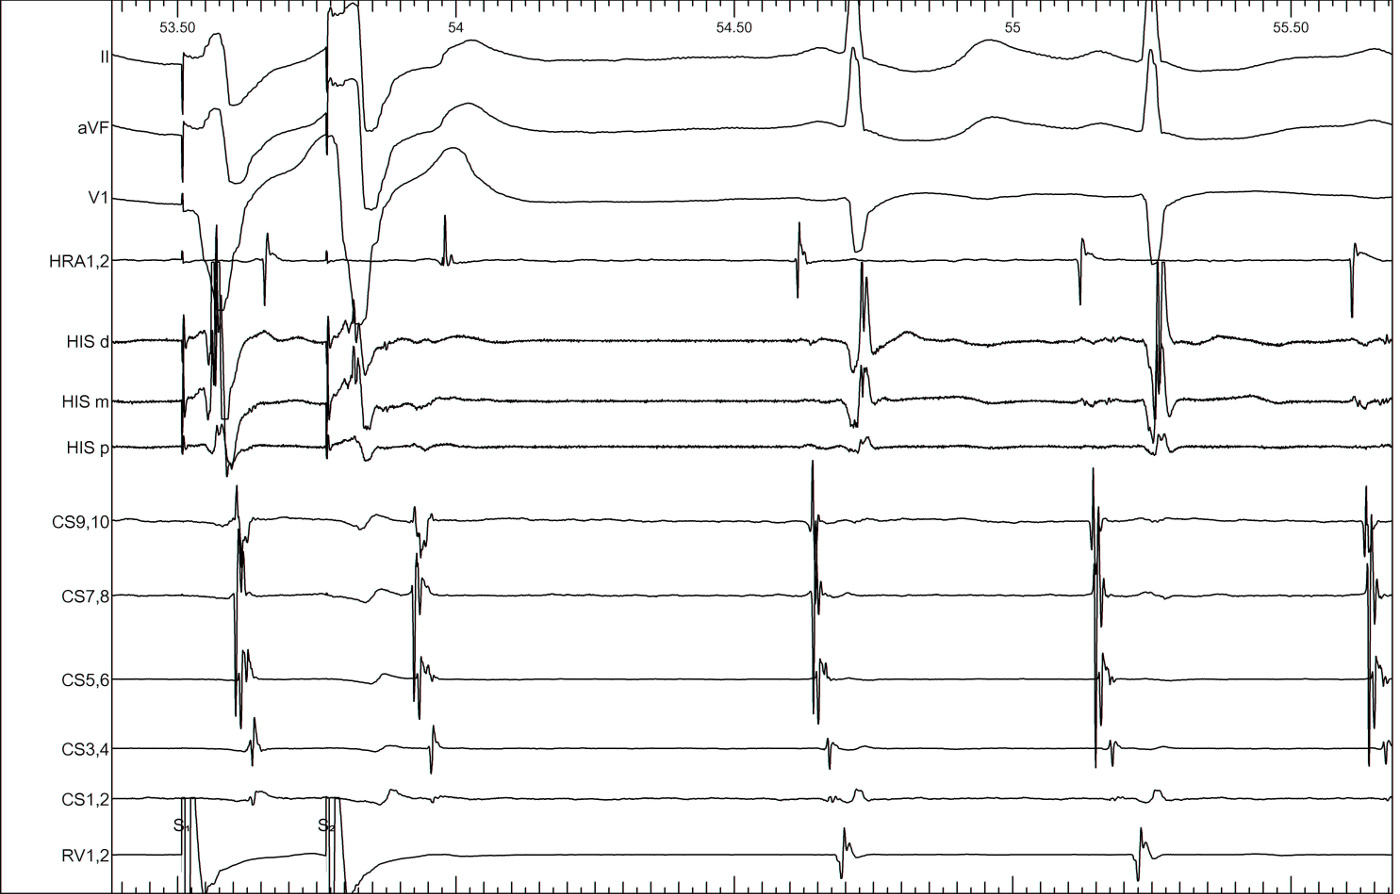 53.50 54 54.50 55 55.50
II
aVF
V1
HRA1,2
HIS d
HIS m
HIS p
CS9,10
CS7,8
CS5,6
CS3,4
CS1,2
S₁ S₂
RV1,2